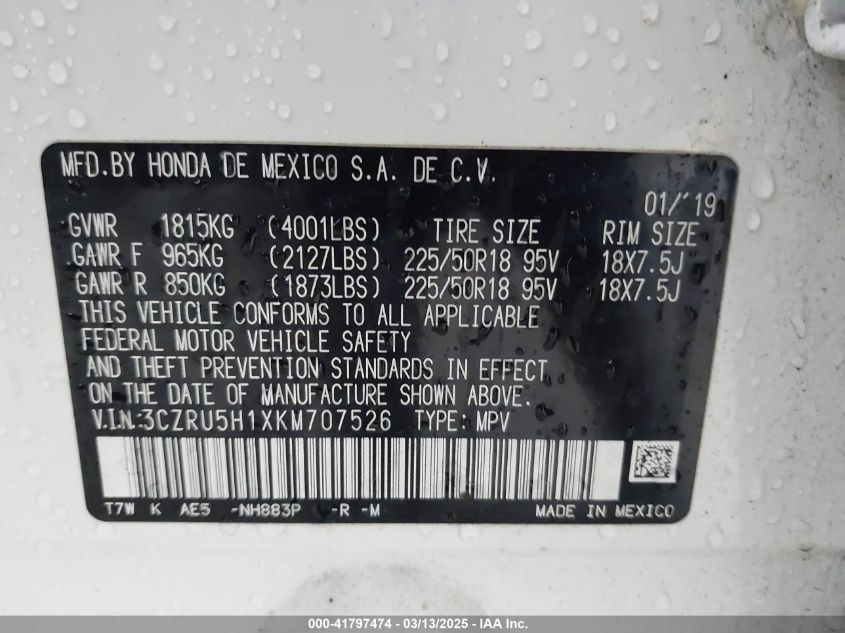 MFD.BY HONDA DE MEXICO S.A. DE C.V.
01/'19
GVWR 1815KG (4001LBS) TIRE SIZE RIM SIZE
GAWR F 965KG (2127LBS) 225/50R18 95V 18X7.5J
GAWR R 850KG (1873LBS) 225/50R18 95V 18X7.5J
THIS VEHICLE CONFORMS TO ALL APPLICABLE
FEDERAL MOTOR VEHICLE SAFETY
AND THEFT PREVENTION STANDARDS IN EFFECT
ON THE DATE OF MANUFACTURE SHOWN ABOVE.
V.I.N:3CZRU5H1XKM707526 TYPE: MPV
T7W K AE5 -NH883P -R -M MADE IN MEXICO
000-41797474 - 03/13/2025 - IAA Inc.